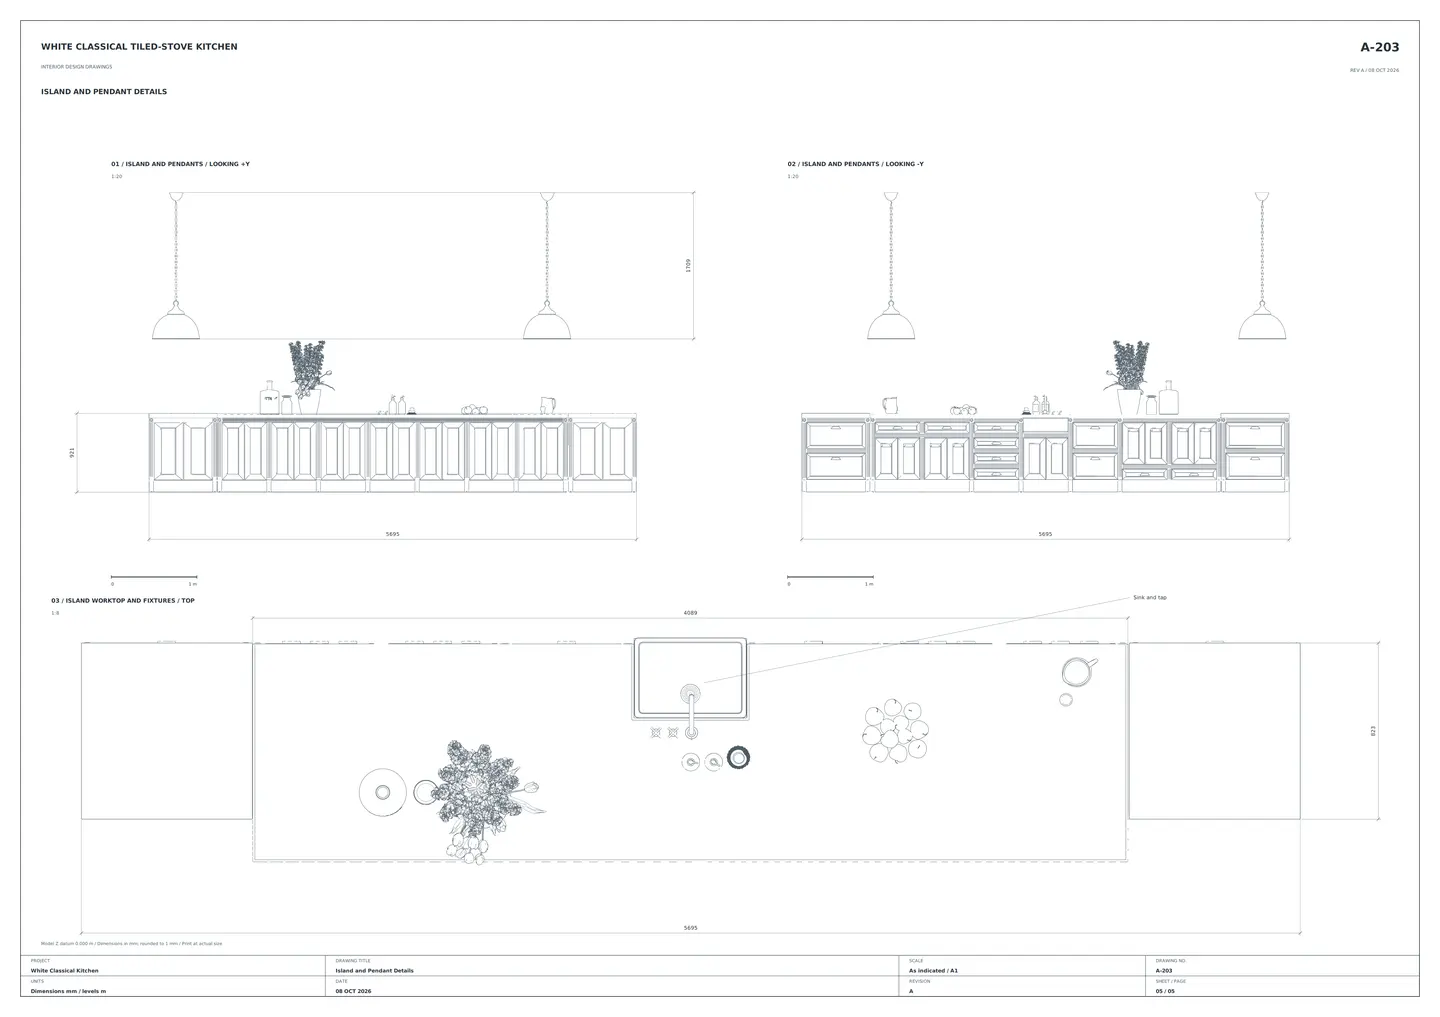 WHITE CLASSICAL TILED-STOVE KITCHEN
A-203
INTERIOR DESIGN DRAWINGS
REV A / 08 OCT 2026
ISLAND AND PENDANT DETAILS
01 / ISLAND AND PENDANTS / LOOKING +Y
1:20
02 / ISLAND AND PENDANTS / LOOKING -Y
1:20
1709
921
5695
5695
0 1 m
0 1 m
03 / ISLAND WORKTOP AND FIXTURES / TOP
1:8
Sink and tap
4089
823
5695
Model Z datum 0.000 m / Dimensions in mm, rounded to 1 mm / Print at actual size
PROJECT
White Classical Kitchen
DRAWING TITLE
Island and Pendant Details
SCALE
As indicated / A1
DRAWING NO.
A-203
UNITS
Dimensions mm / levels m
DATE
08 OCT 2026
REVISION
A
SHEET / PAGE
05 / 05